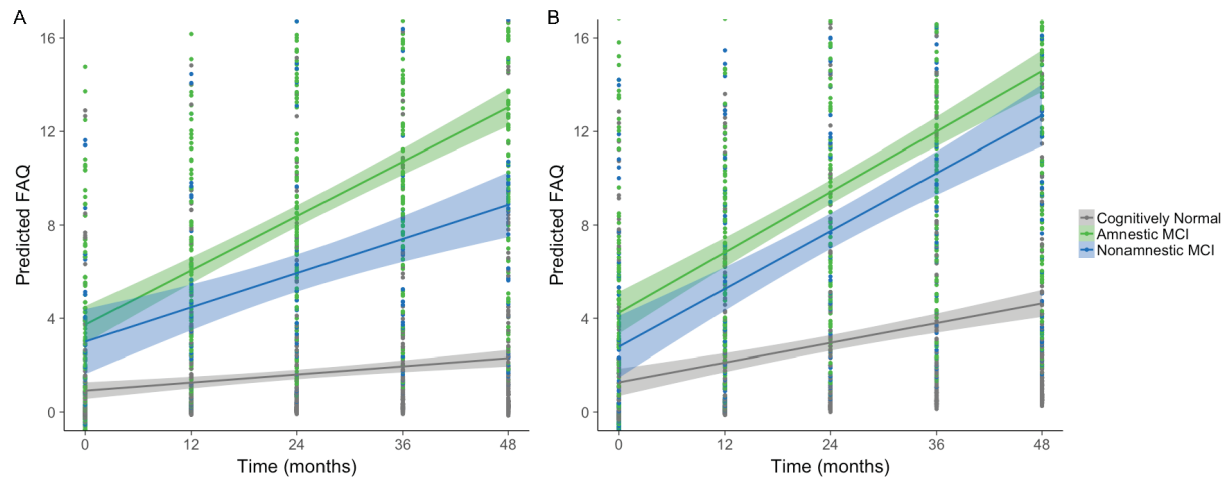 A
Predicted FAQ
16
12
8
4
0
0 12 24 36 48
Time (months)
B
Predicted FAQ
16
12
8
4
0
0 12 24 36 48
Time (months)
Cognitively Normal
Amnestic MCI
Nonamnestic MCI